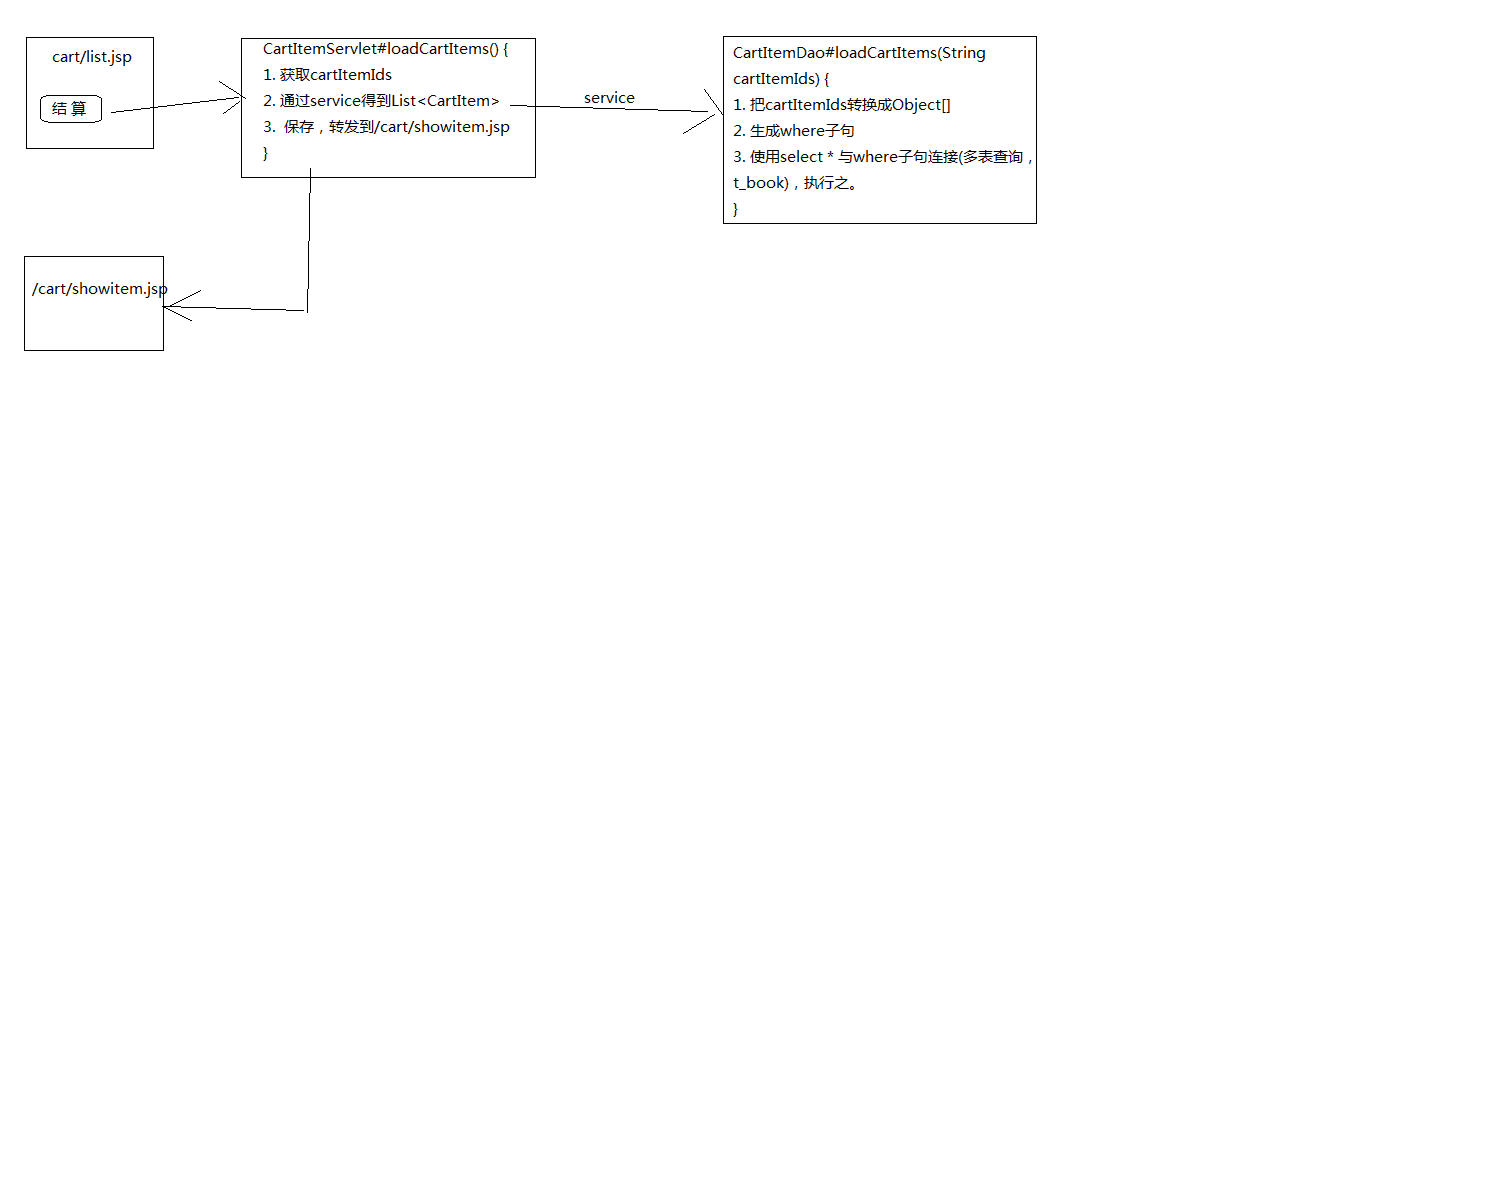 cart/list.jsp
结 算
CartItemServlet#loadCartItems() {
1. 获取cartItemIds
2. 通过service得到List<CartItem>
3.  保存，转发到/cart/showitem.jsp
}
service
CartItemDao#loadCartItems(String
cartItemIds) {
1. 把cartItemIds转换成Object[]
2. 生成where子句
3. 使用select * 与where子句连接(多表查询，
t_book)，执行之。
}
/cart/showitem.jsp